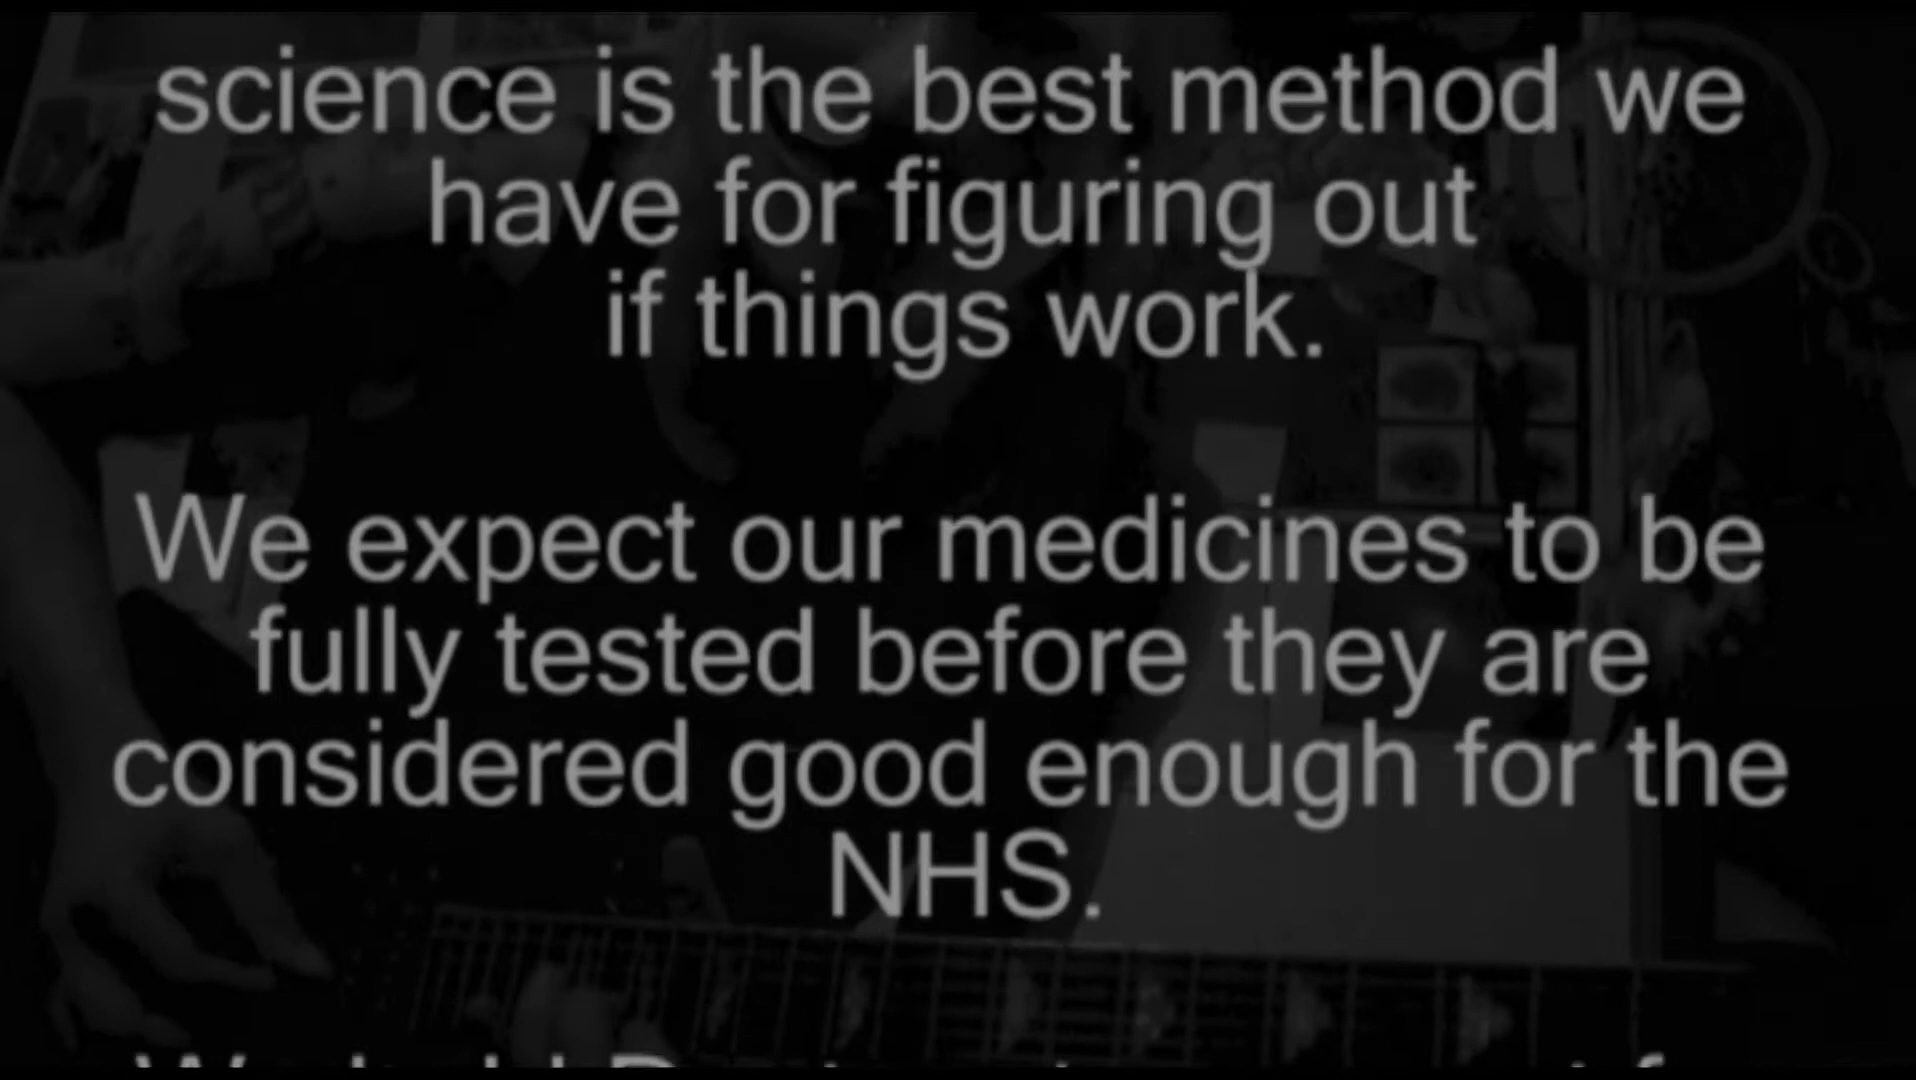 science is the best method we
have for figuring out
if things work.
We expect our medicines to be
fully tested before they are
considered good enough for the
NHS.